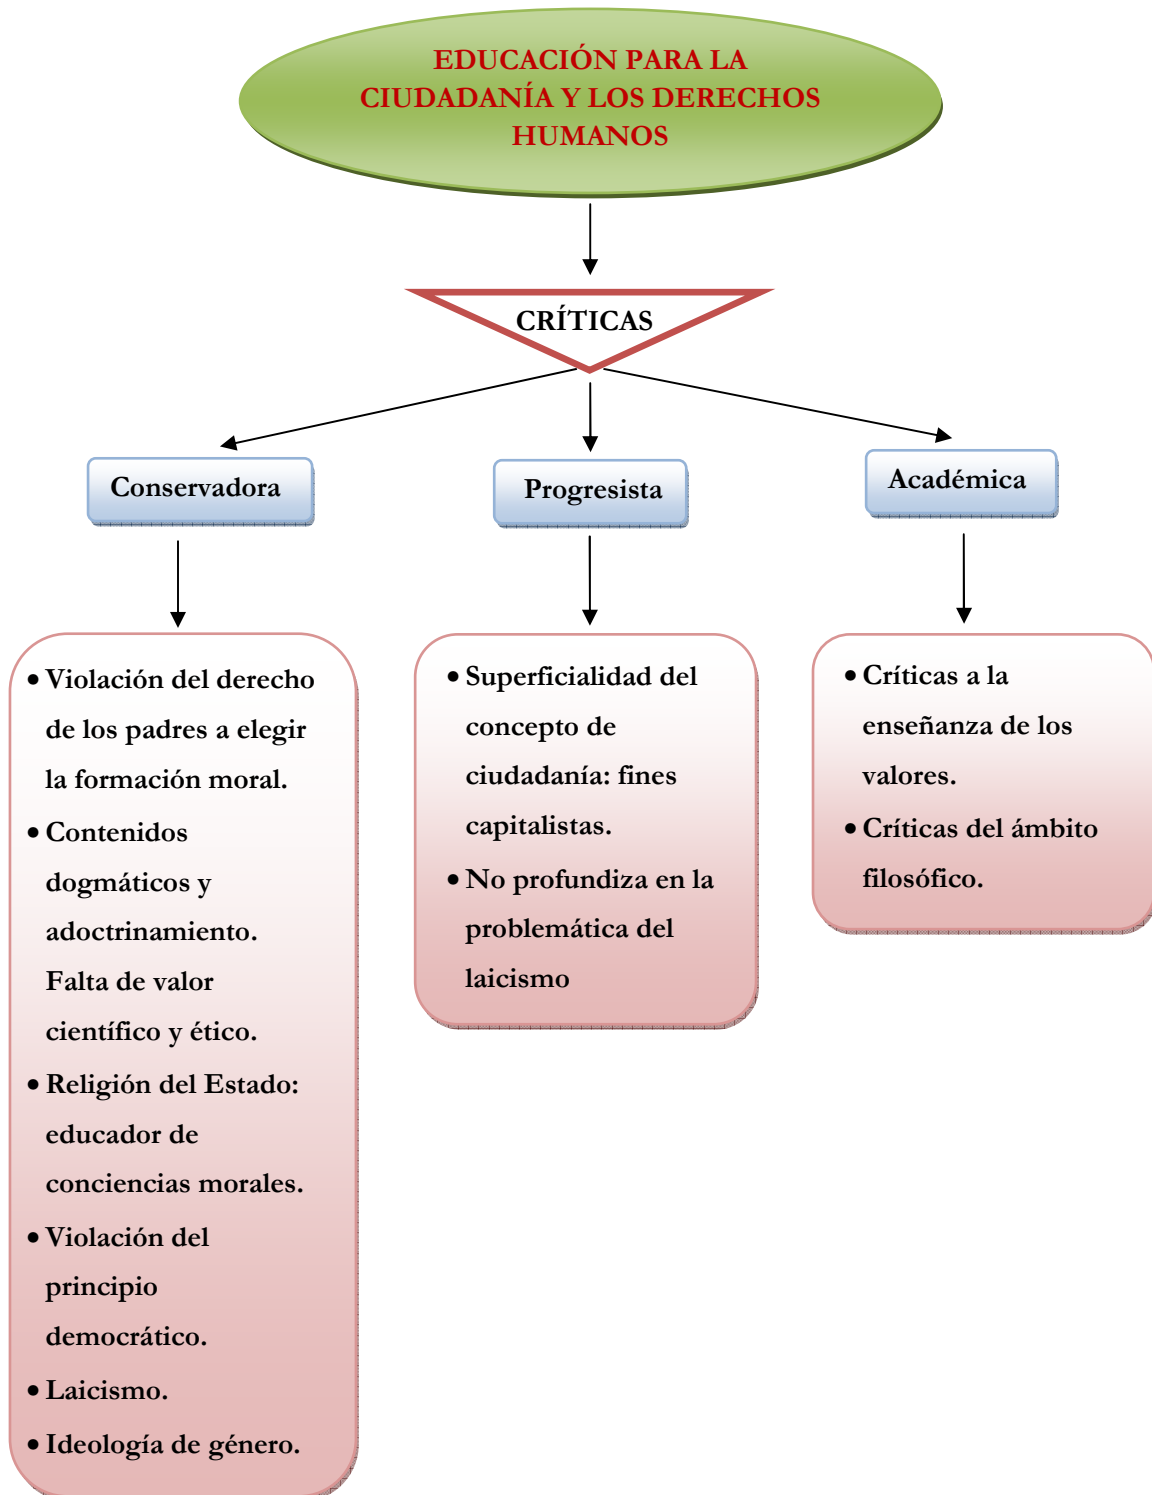 EDUCACIÓN PARA LA
CIUDADANÍA Y LOS DERECHOS
HUMANOS
CRÍTICAS
Conservadora
Progresista
Académica
• Violación del derecho
de los padres a elegir
la formación moral.
• Contenidos
dogmáticos y
adoctrinamiento.
Falta de valor
científico y ético.
• Religión del Estado:
educador de
conciencias morales.
• Violación del
principio
democrático.
• Laicismo.
• Ideología de género.
• Superficialidad del
concepto de
ciudadanía: fines
capitalistas.
• No profundiza en la
problemática del
laicismo
• Críticas a la
enseñanza de los
valores.
• Críticas del ámbito
filosófico.